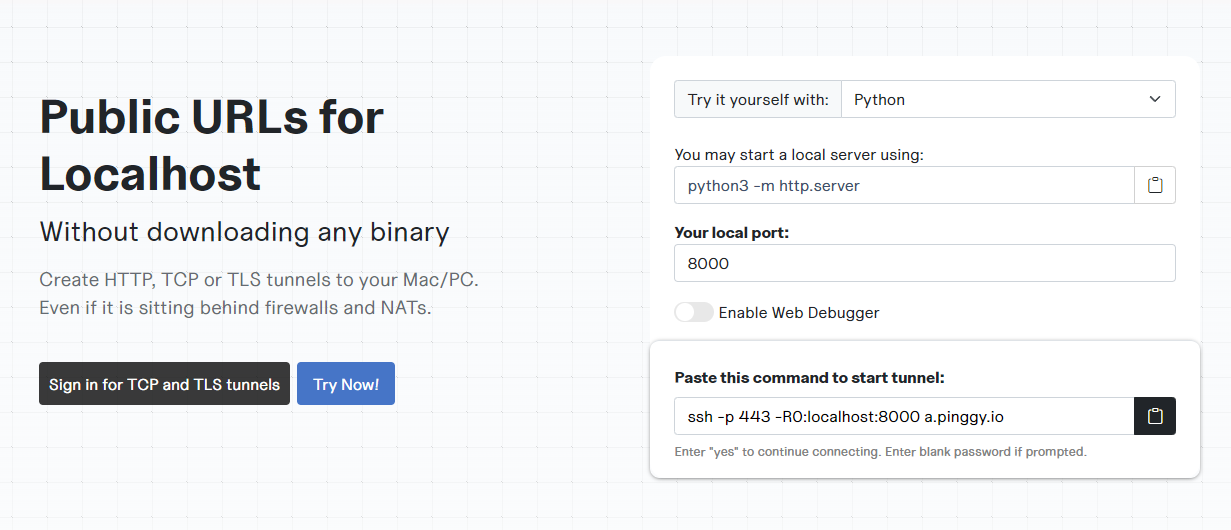 Public URLs for
Localhost
Without downloading any binary
Create HTTP, TCP or TLS tunnels to your Mac/PC.
Even if it is sitting behind firewalls and NATs.
Sign in for TCP and TLS tunnels
Try Now!
Try it yourself with:
Python
You may start a local server using:
python3 -m http.server
Your local port:
8000
Enable Web Debugger
Paste this command to start tunnel:
ssh -p 443 -R0:localhost:8000 a.pinggy.io
Enter "yes" to continue connecting. Enter blank password if prompted.